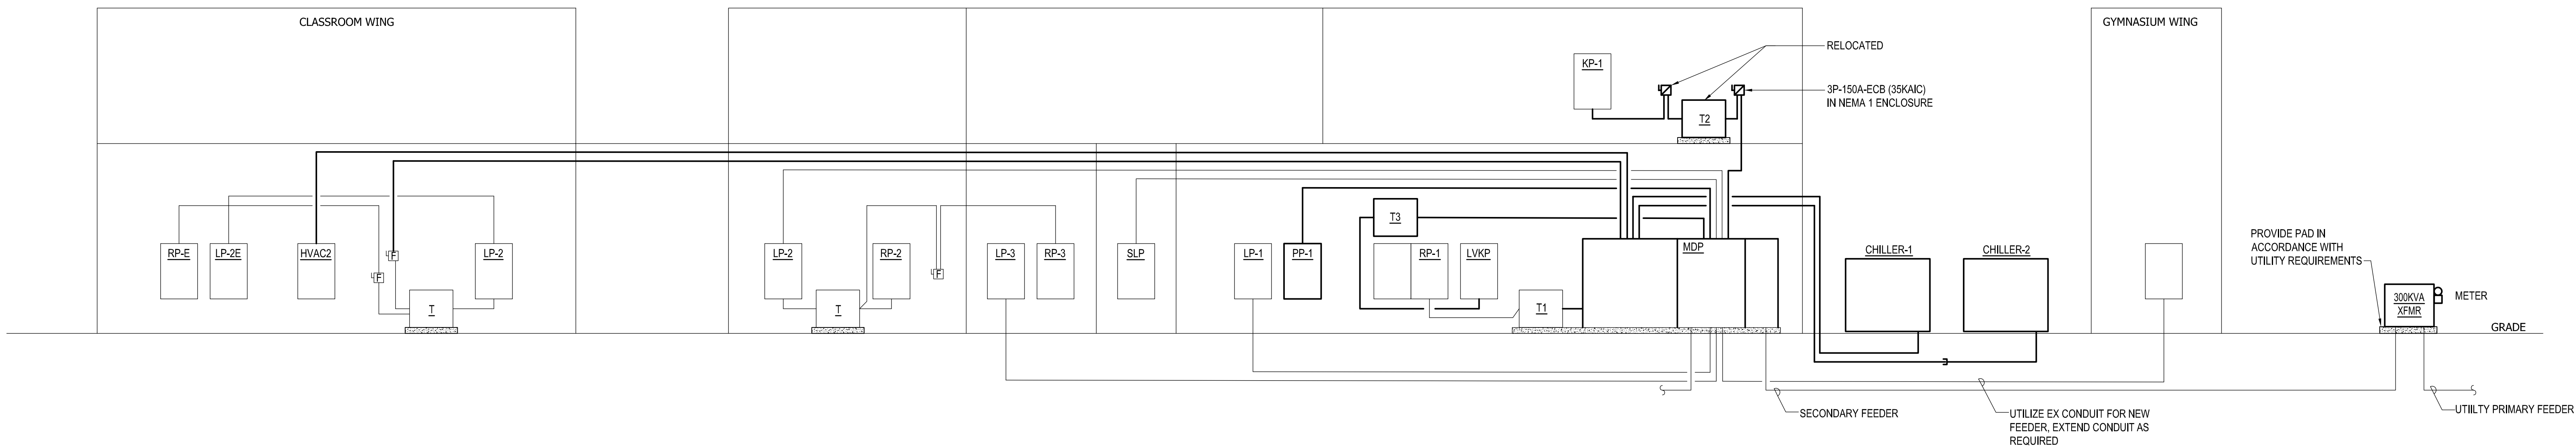 CLASSROOM WING
GYMNASIUM WING
KP-1
RELOCATED
T2
3P-150A-ECB (35KAIC)
IN NEMA 1 ENCLOSURE
RP-E
LP-2E
HVAC2
F
F
T
LP-2
LP-2
T
RP-2
F
LP-3
RP-3
SLP
LP-1
PP-1
T3
RP-1
LVKP
T1
MDP
CHILLER-1
CHILLER-2
PROVIDE PAD IN
ACCORDANCE WITH
UTILITY REQUIREMENTS
300KVA
XFMR
METER
GRADE
SECONDARY FEEDER
UTILIZE EX CONDUIT FOR NEW
FEEDER, EXTEND CONDUIT AS
REQUIRED
UTIILTY PRIMARY FEEDER